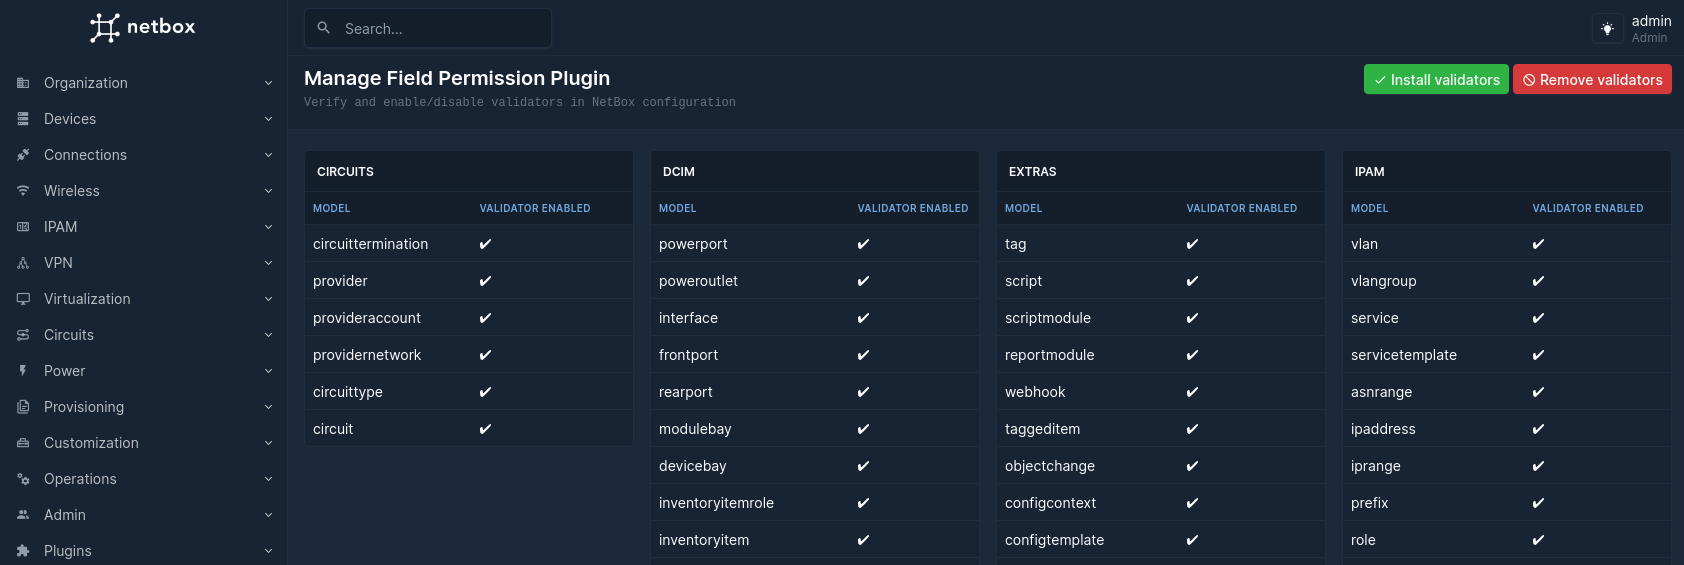 netbox
Search...
admin
Admin
Organization
Devices
Connections
Wireless
IPAM
VPN
Virtualization
Circuits
Power
Provisioning
Customization
Operations
Admin
Plugins
Manage Field Permission Plugin
Verify and enable/disable validators in NetBox configuration
Install validators
Remove validators
CIRCUITS
MODEL VALIDATOR ENABLED
circuittermination ✔
provider ✔
provideraccount ✔
providernetwork ✔
circuittype ✔
circuit ✔
DCIM
MODEL VALIDATOR ENABLED
powerport ✔
poweroutlet ✔
interface ✔
frontport ✔
rearport ✔
modulebay ✔
devicebay ✔
inventoryitemrole ✔
inventoryitem ✔
EXTRAS
MODEL VALIDATOR ENABLED
tag ✔
script ✔
scriptmodule ✔
reportmodule ✔
webhook ✔
taggeditem ✔
objectchange ✔
configcontext ✔
configtemplate ✔
IPAM
MODEL VALIDATOR ENABLED
vlan ✔
vlangroup ✔
service ✔
servicetemplate ✔
asnrange ✔
ipaddress ✔
iprange ✔
prefix ✔
role ✔